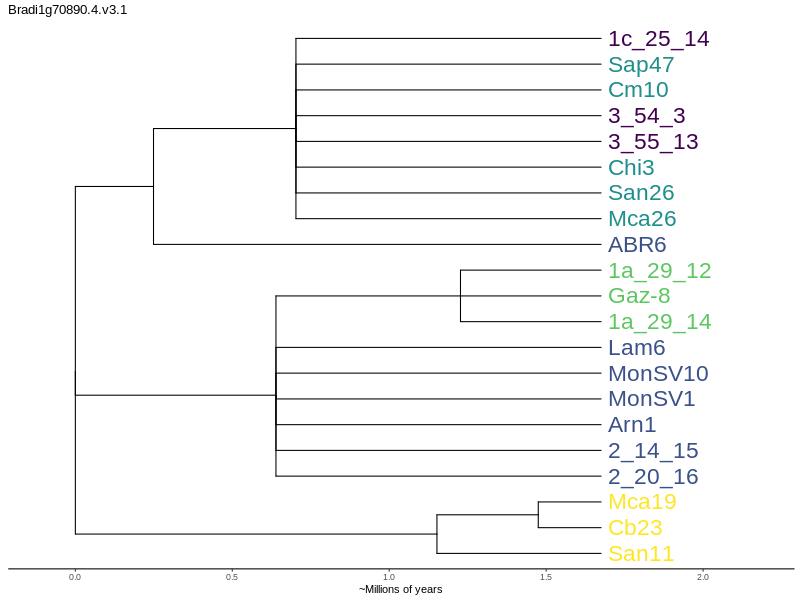 Bradi1g70890.4.v3.1
1c_25_14
Sap47
Cm10
3_54_3
3_55_13
Chi3
San26
Mca26
ABR6
1a_29_12
Gaz-8
1a_29_14
Lam6
MonSV10
MonSV1
Arn1
2_14_15
2_20_16
Mca19
Cb23
San11
0.0 0.5 1.0 1.5 2.0
~Millions of years